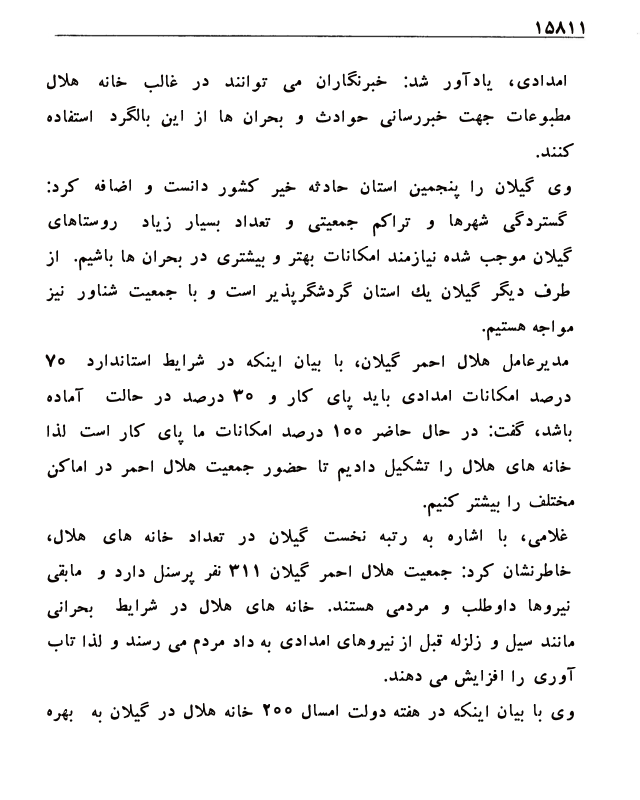 ۱۵۸۱۱
امدادی، یادآور شد: خبرنگاران می توانند در غالب خانه هلال
مطبوعات جهت خبررسانی حوادث و بحران ها از این بالگرد استفاده
کنند.
وی گیلان را پنجمین استان حادثه خیر کشور دانست و اضافه کرد:
گستردگی شهرها و تراکم جمعیتی و تعداد بسیار زیاد روستاهای
گیلان موجب شده نیازمند امکانات بهتر و بیشتری در بحران ها باشیم. از
طرف دیگر گیلان یك استان گردشگرپذیر است و با جمعیت شناور نیز
مواجه هستیم.
مدیرعامل هلال احمر گیلان، با بیان اینکه در شرایط استاندارد ۷۰
درصد امکانات امدادی باید پای کار و ۳۰ درصد در حالت آماده
باشد، گفت: در حال حاضر ۱۰۰ درصد امکانات ما پای کار است لذا
خانه های هلال را تشکیل دادیم تا حضور جمعیت هلال احمر در اماکن
مختلف را بیشتر کنیم.
غلامی، با اشاره به رتبه نخست گیلان در تعداد خانه های هلال،
خاطرنشان کرد: جمعیت هلال احمر گیلان ۳۱۱ نفر پرسنل دارد و مابقی
نیروها داوطلب و مردمی هستند. خانه های هلال در شرایط بحرانی
مانند سیل و زلزله قبل از نیروهای امدادی به داد مردم می رسند و لذا تاب
آوری را افزایش می دهند.
وی با بیان اینکه در هفته دولت امسال ۲۰۰ خانه هلال در گیلان به بهره